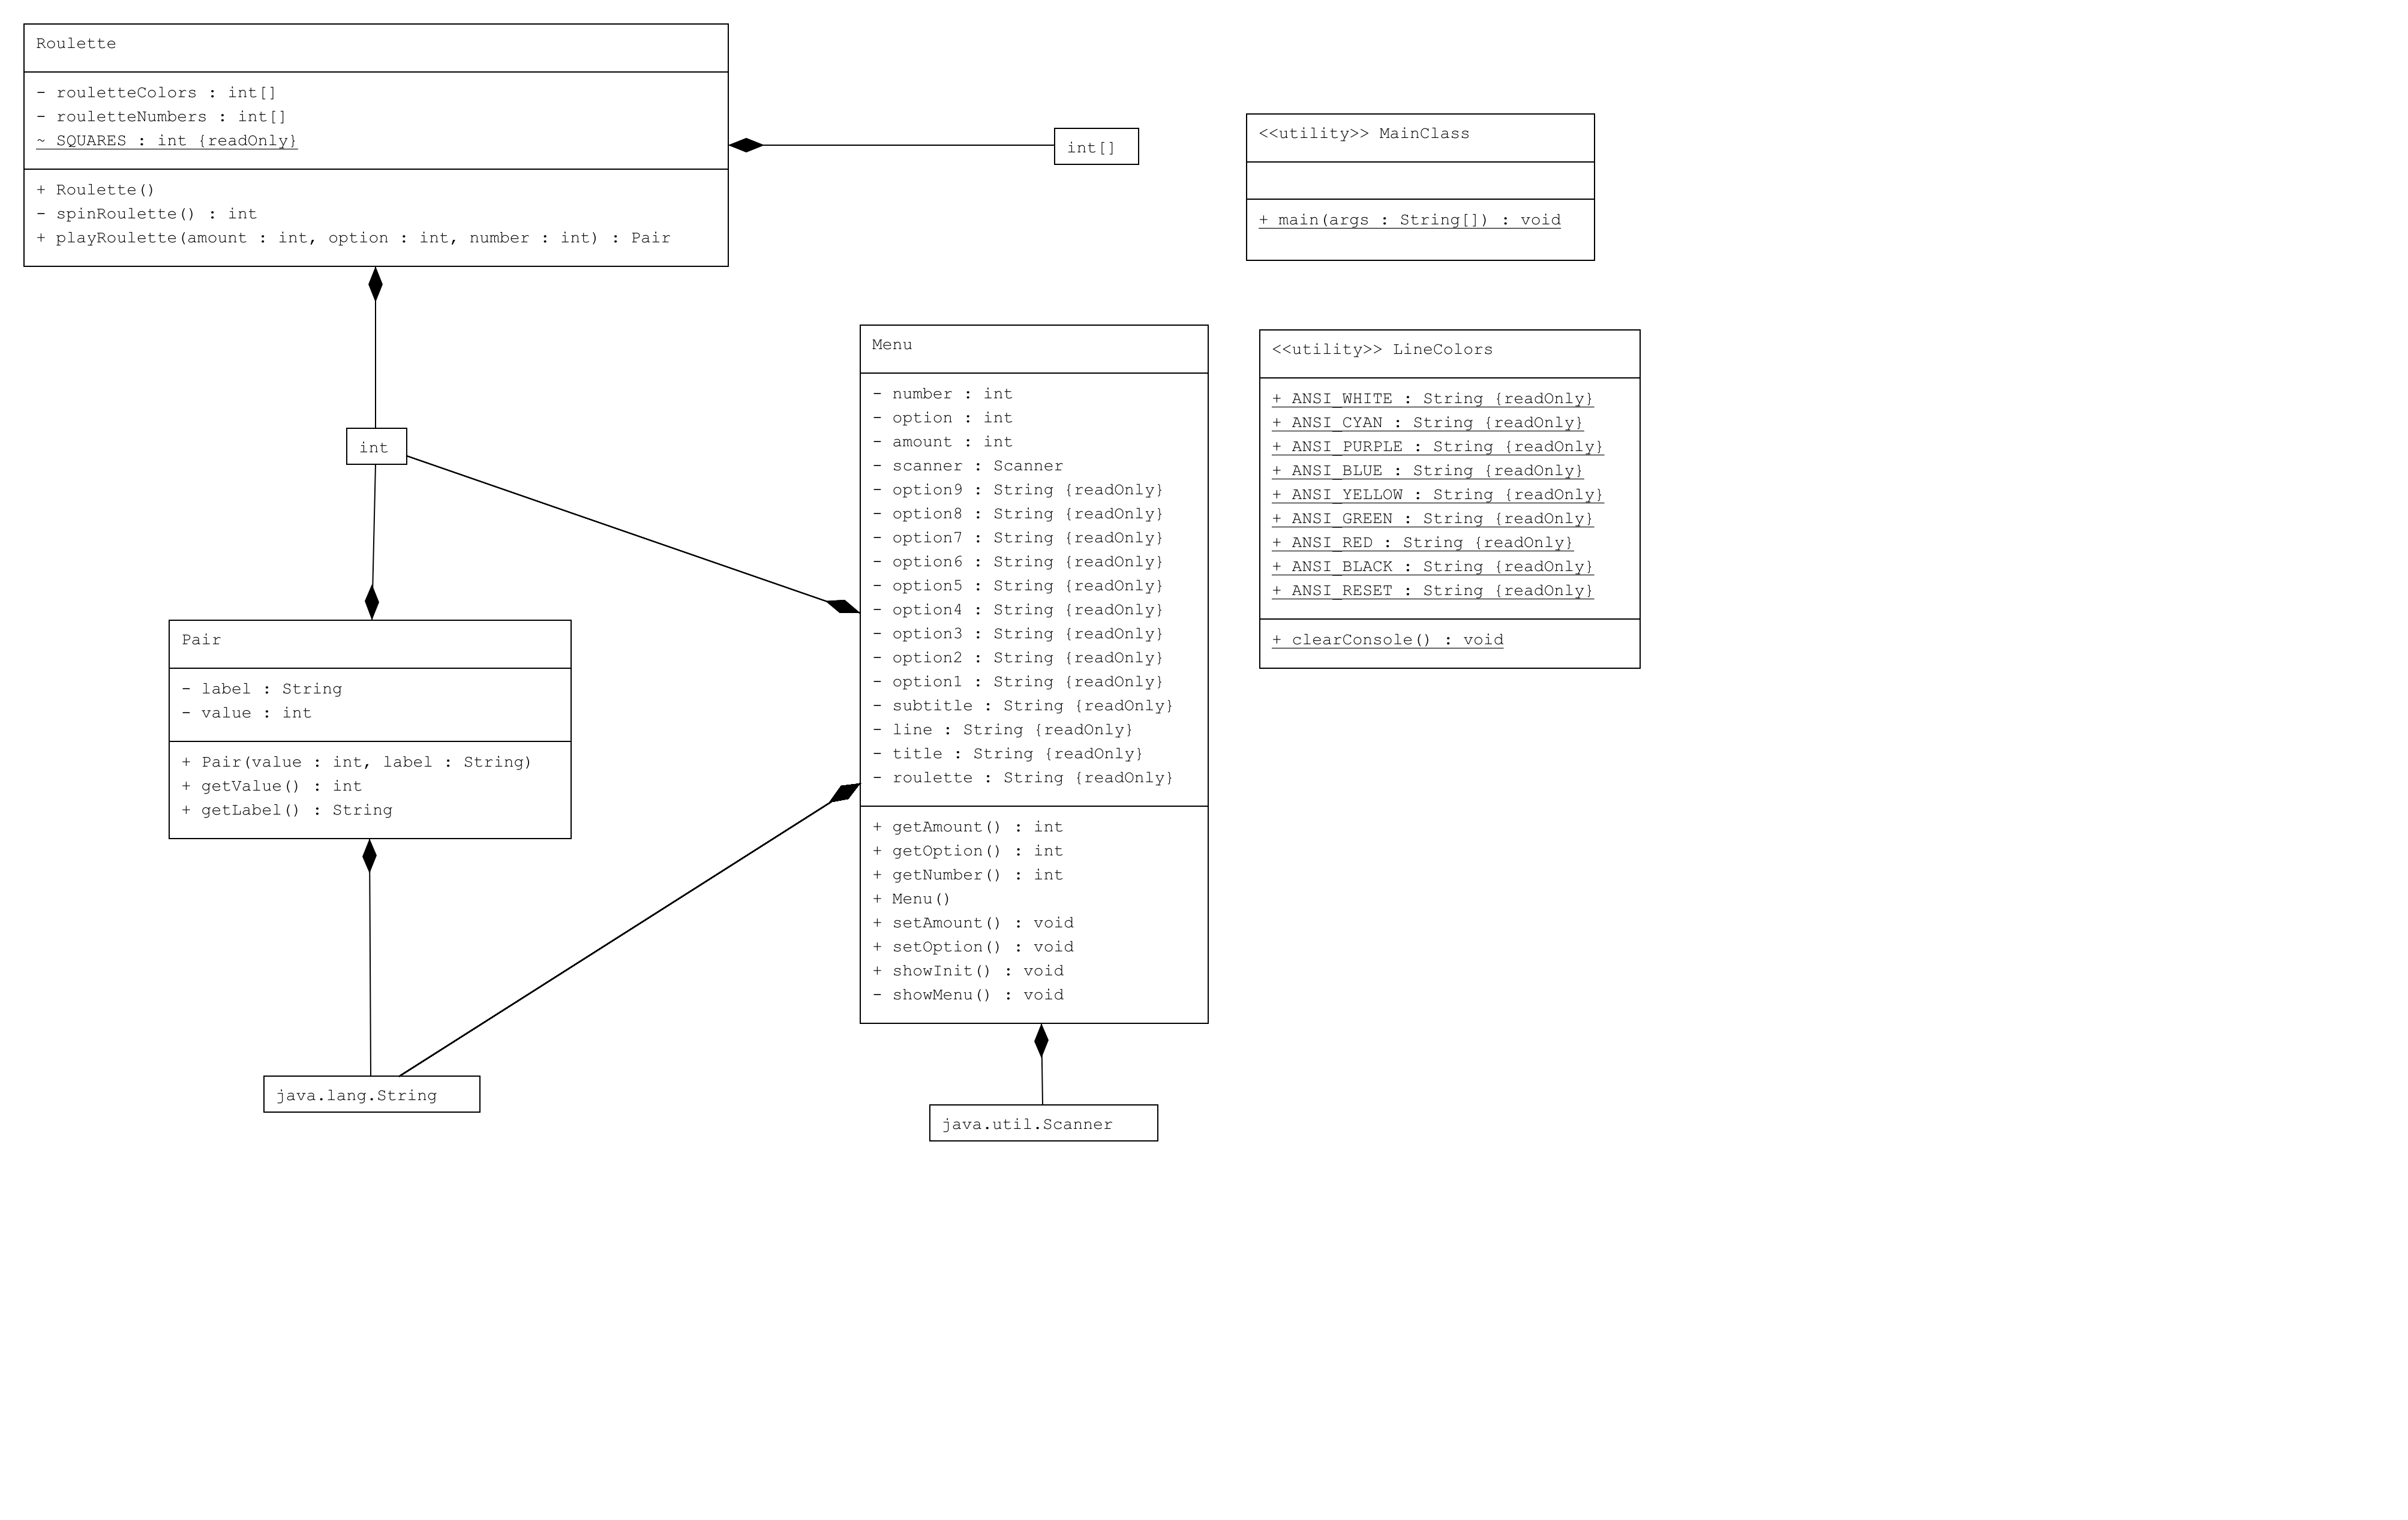 Roulette
- rouletteColors : int[]
- rouletteNumbers : int[]
~ SQUARES : int {readOnly}
+ Roulette()
- spinRoulette() : int
+ playRoulette(amount : int, option : int, number : int) : Pair
int[]
<<utility>> MainClass
+ main(args : String[]) : void
int
Menu
- number : int
- option : int
- amount : int
- scanner : Scanner
- option9 : String {readOnly}
- option8 : String {readOnly}
- option7 : String {readOnly}
- option6 : String {readOnly}
- option5 : String {readOnly}
- option4 : String {readOnly}
- option3 : String {readOnly}
- option2 : String {readOnly}
- option1 : String {readOnly}
- subtitle : String {readOnly}
- line : String {readOnly}
- title : String {readOnly}
- roulette : String {readOnly}
+ getAmount() : int
+ getOption() : int
+ getNumber() : int
+ Menu()
+ setAmount() : void
+ setOption() : void
+ showInit() : void
- showMenu() : void
<<utility>> LineColors
+ ANSI_WHITE : String {readOnly}
+ ANSI_CYAN : String {readOnly}
+ ANSI_PURPLE : String {readOnly}
+ ANSI_BLUE : String {readOnly}
+ ANSI_YELLOW : String {readOnly}
+ ANSI_GREEN : String {readOnly}
+ ANSI_RED : String {readOnly}
+ ANSI_BLACK : String {readOnly}
+ ANSI_RESET : String {readOnly}
+ clearConsole() : void
Pair
- label : String
- value : int
+ Pair(value : int, label : String)
+ getValue() : int
+ getLabel() : String
java.lang.String
java.util.Scanner